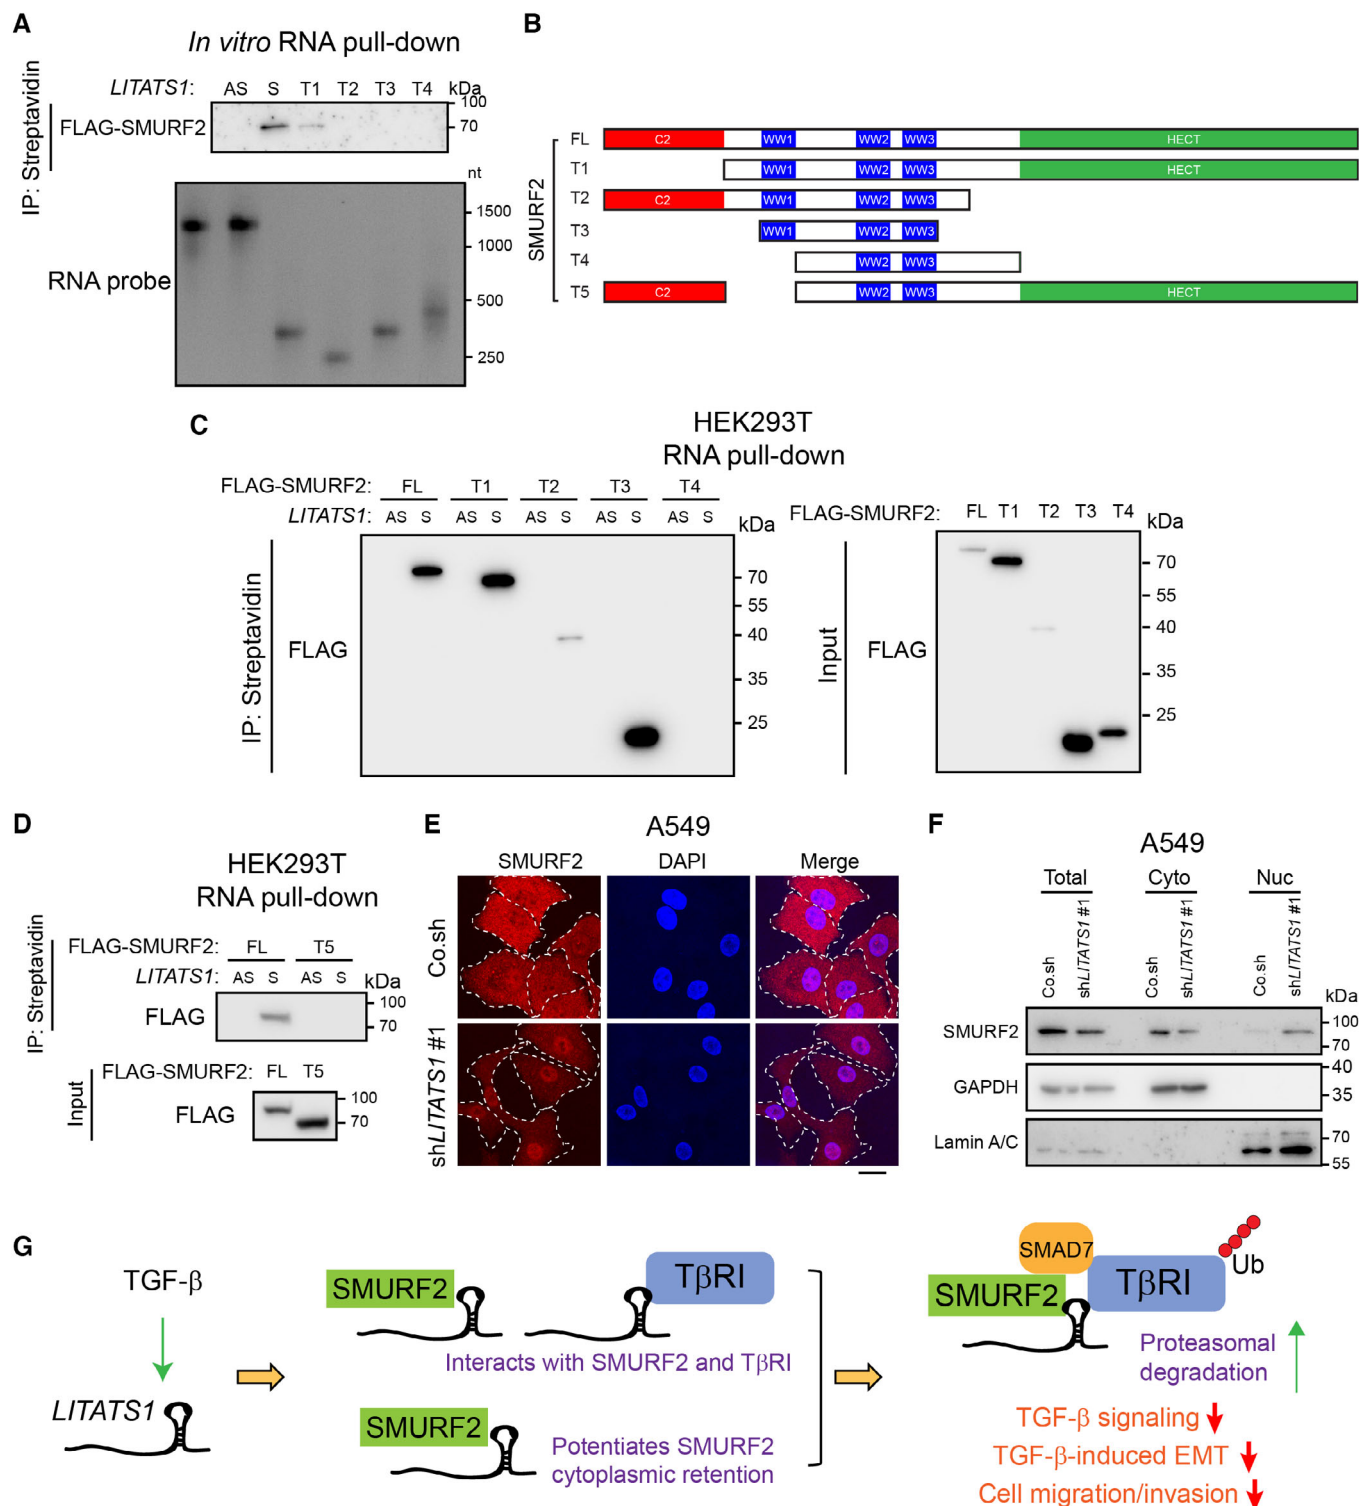 A
In vitro RNA pull-down
IP: Streptavidin
LITATS1: AS S T1 T2 T3 T4 kDa
FLAG-SMURF2
100
70
nt
RNA probe
1500
1000
500
250
B
SMURF2
FL C2 WW1 WW2 WW3 HECT
T1 WW1 WW2 WW3 HECT
T2 C2 WW1 WW2 WW3
T3 WW1 WW2 WW3
T4 WW2 WW3
T5 C2 WW2 WW3 HECT
C
HEK293T
RNA pull-down
FLAG-SMURF2: FL T1 T2 T3 T4
LITATS1: AS S AS S AS S AS S AS S
kDa
IP: Streptavidin
FLAG
70
55
40
35
25
FLAG-SMURF2: FL T1 T2 T3 T4 kDa
Input
FLAG
70
55
40
35
25
D
HEK293T
RNA pull-down
IP: Streptavidin
FLAG-SMURF2: FL T5
LITATS1: AS S AS S kDa
FLAG
100
70
Input
FLAG-SMURF2: FL T5
FLAG
100
70
E
A549
SMURF2 DAPI Merge
Co.sh
shLITATS1 #1
F
A549
Total Cyto Nuc
Co.sh shLITATS1 #1 Co.sh shLITATS1 #1 Co.sh shLITATS1 #1
kDa
SMURF2
100
70
GAPDH
40
35
Lamin A/C
70
55
G
TGF-β
LITATS1
SMURF2
TβRI
Interacts with SMURF2 and TβRI
SMURF2
Potentiates SMURF2
cytoplasmic retention
SMAD7
SMURF2
TβRI
Ub
Proteasomal
degradation
TGF-β signaling
TGF-β-induced EMT
Cell migration/invasion